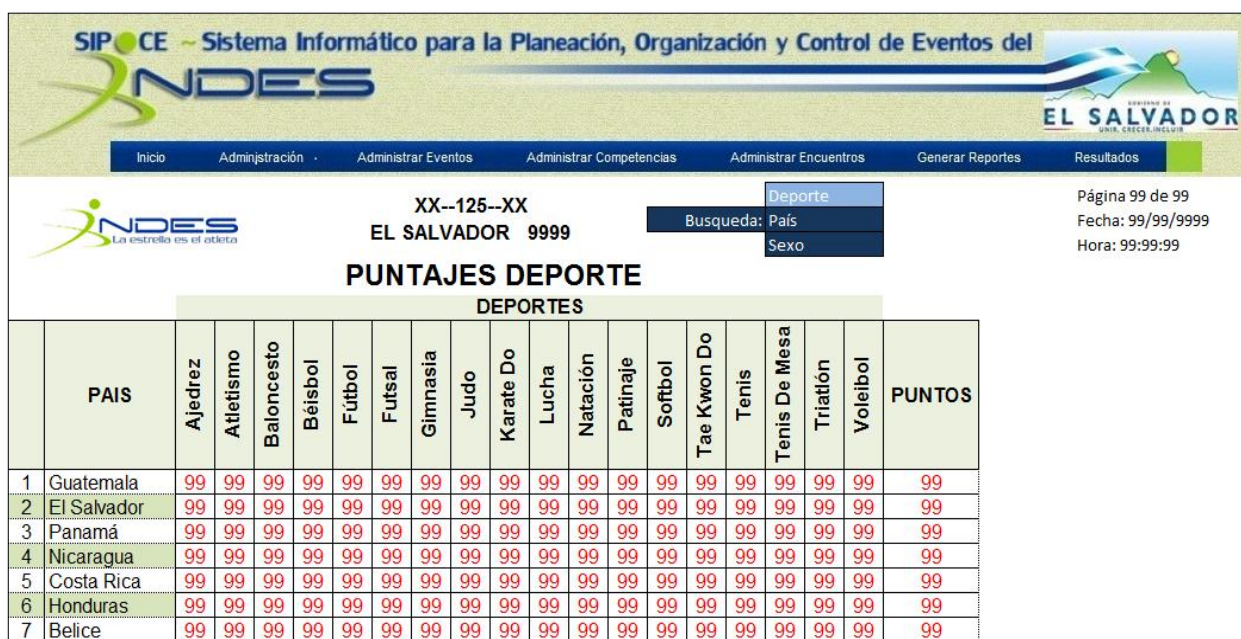 SIPOCE ~ Sistema Informático para la Planeación, Organización y Control de Eventos del
INDES
GOBIERNO DE
EL SALVADOR
UNIR, CRECER, INCLUIR
Inicio Administración Administrar Eventos Administrar Competencias Administrar Encuentros Generar Reportes Resultados
INDES
La estrella es el atleta
XX--125--XX
EL SALVADOR 9999
Busqueda:
Deporte
País
Sexo
Página 99 de 99
Fecha: 99/99/9999
Hora: 99:99:99
PUNTAJES DEPORTE
DEPORTES
PAIS Ajedrez Atletismo Baloncesto Béisbol Fútbol Futsal Gimnasia Judo Karate Do Lucha Natación Patinaje Softbol Tae Kwon Do Tenis Tenis De Mesa Triatlón Voleibol PUNTOS
1 Guatemala 99 99 99 99 99 99 99 99 99 99 99 99 99 99 99 99 99 99 99
2 El Salvador 99 99 99 99 99 99 99 99 99 99 99 99 99 99 99 99 99 99 99
3 Panamá 99 99 99 99 99 99 99 99 99 99 99 99 99 99 99 99 99 99 99
4 Nicaragua 99 99 99 99 99 99 99 99 99 99 99 99 99 99 99 99 99 99 99
5 Costa Rica 99 99 99 99 99 99 99 99 99 99 99 99 99 99 99 99 99 99 99
6 Honduras 99 99 99 99 99 99 99 99 99 99 99 99 99 99 99 99 99 99 99
7 Belice 99 99 99 99 99 99 99 99 99 99 99 99 99 99 99 99 99 99 99